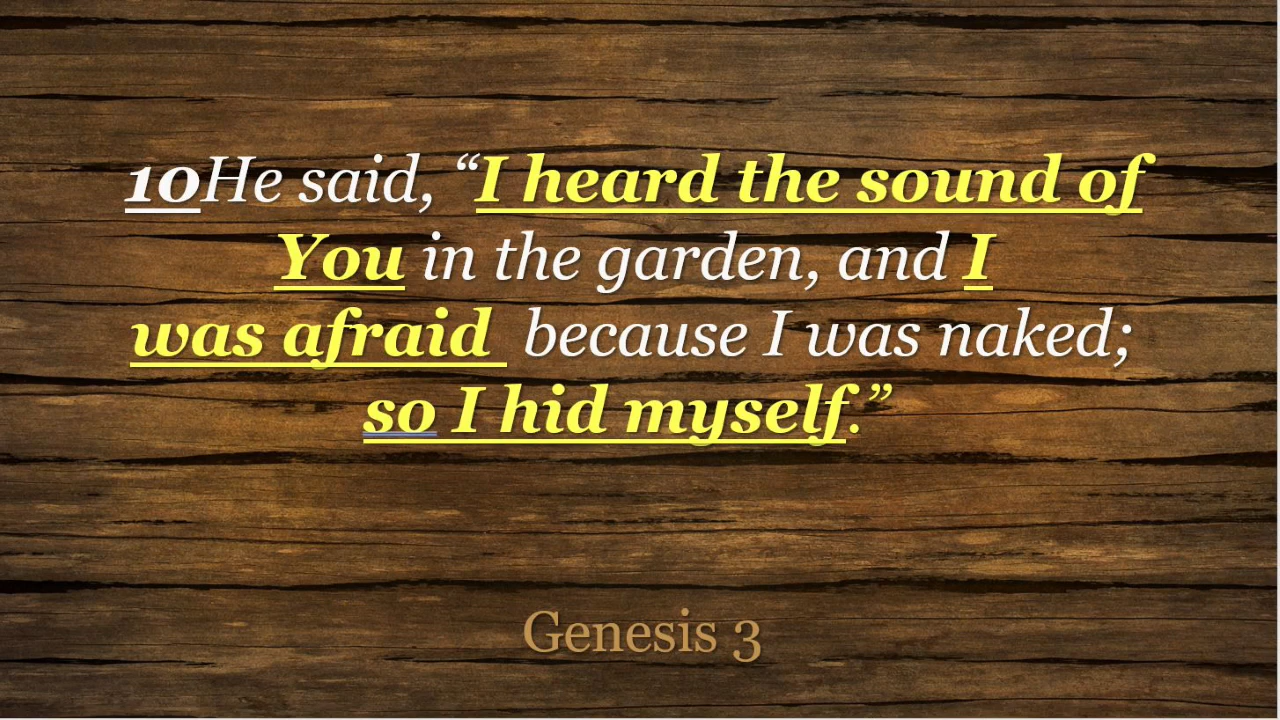 10He said, “I heard the sound of
You in the garden, and I
was afraid because I was naked;
so I hid myself.”
Genesis 3